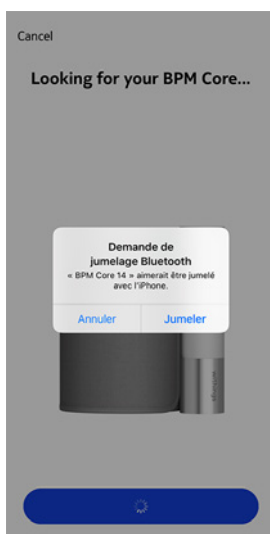 Cancel
Looking for your BPM Core...
Demande de
jumelage Bluetooth
« BPM Core 14 » aimerait être jumelé
avec l'iPhone.
Annuler
Jumeler
WITHINGS